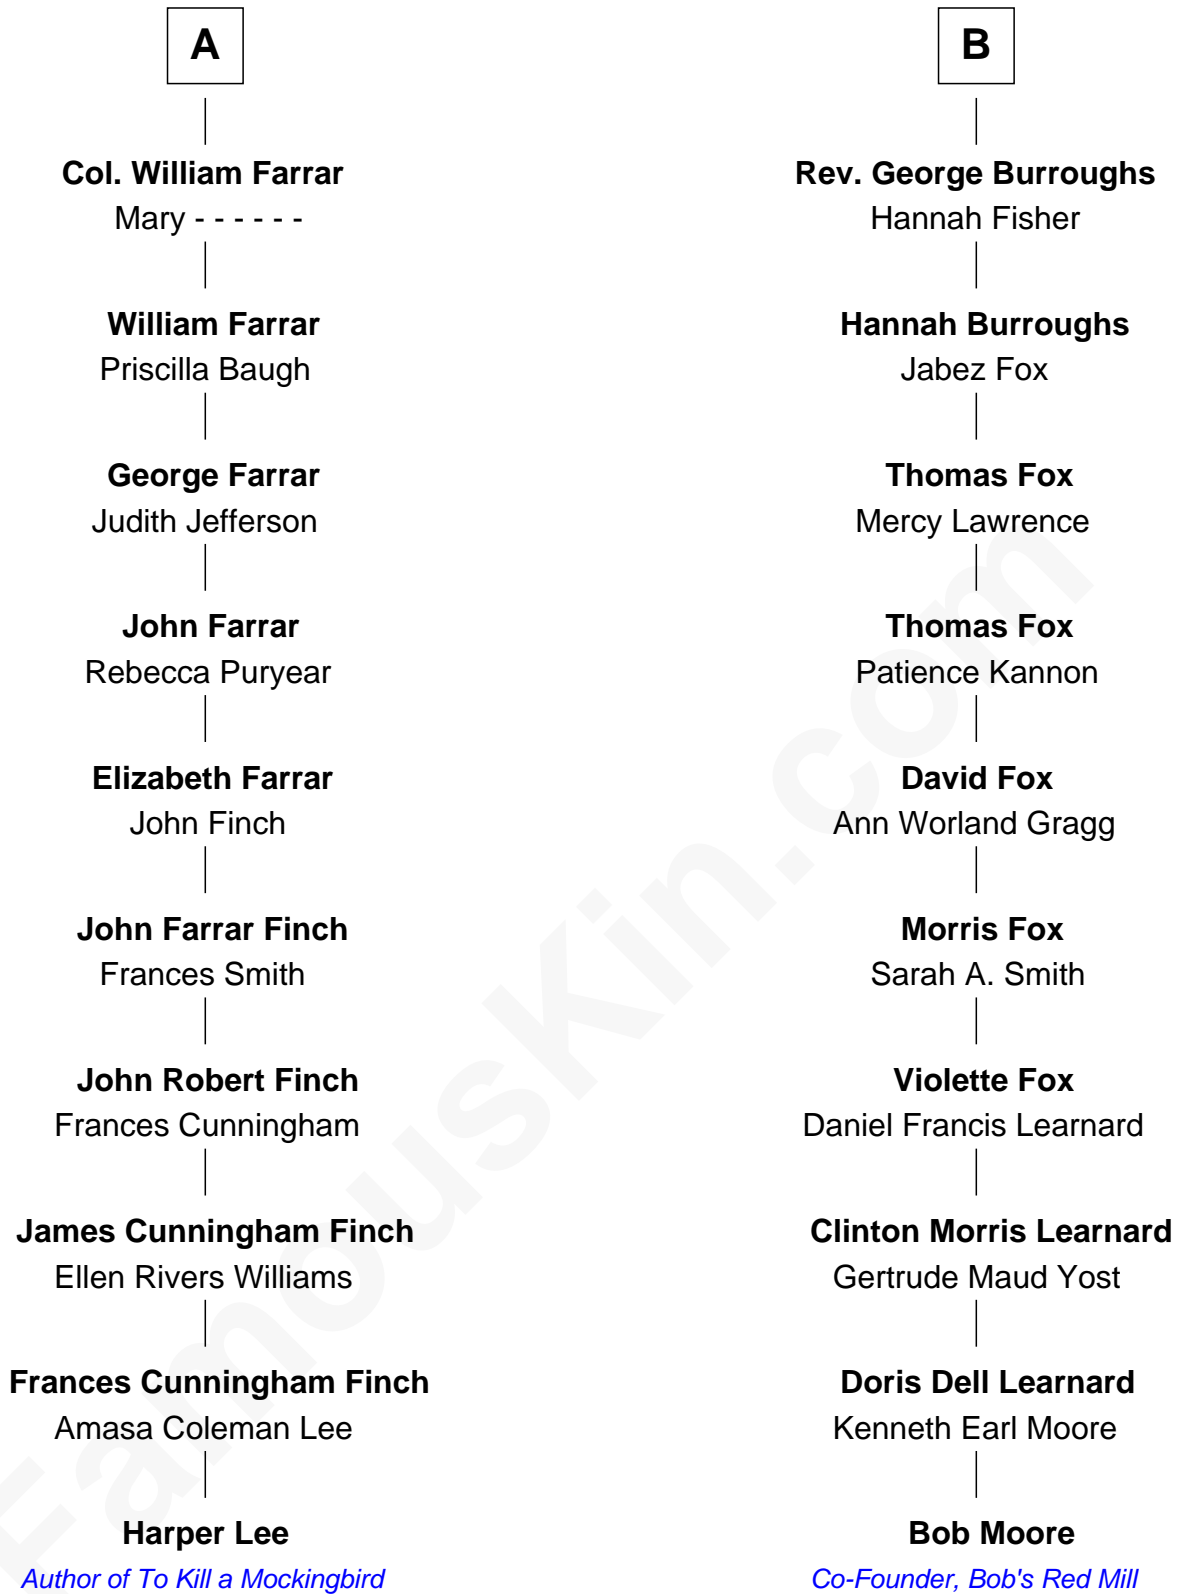 A
Col. William Farrar
Mary - - - - - -
William Farrar
Priscilla Baugh
George Farrar
Judith Jefferson
John Farrar
Rebecca Puryear
Elizabeth Farrar
John Finch
John Farrar Finch
Frances Smith
John Robert Finch
Frances Cunningham
James Cunningham Finch
Ellen Rivers Williams
Frances Cunningham Finch
Amasa Coleman Lee
Harper Lee
Author of To Kill a Mockingbird
B
Rev. George Burroughs
Hannah Fisher
Hannah Burroughs
Jabez Fox
Thomas Fox
Mercy Lawrence
Thomas Fox
Patience Kannon
David Fox
Ann Worland Gragg
Morris Fox
Sarah A. Smith
Violette Fox
Daniel Francis Learnard
Clinton Morris Learnard
Gertrude Maud Yost
Doris Dell Learnard
Kenneth Earl Moore
Bob Moore
Co-Founder, Bob's Red Mill
FamousKin.com